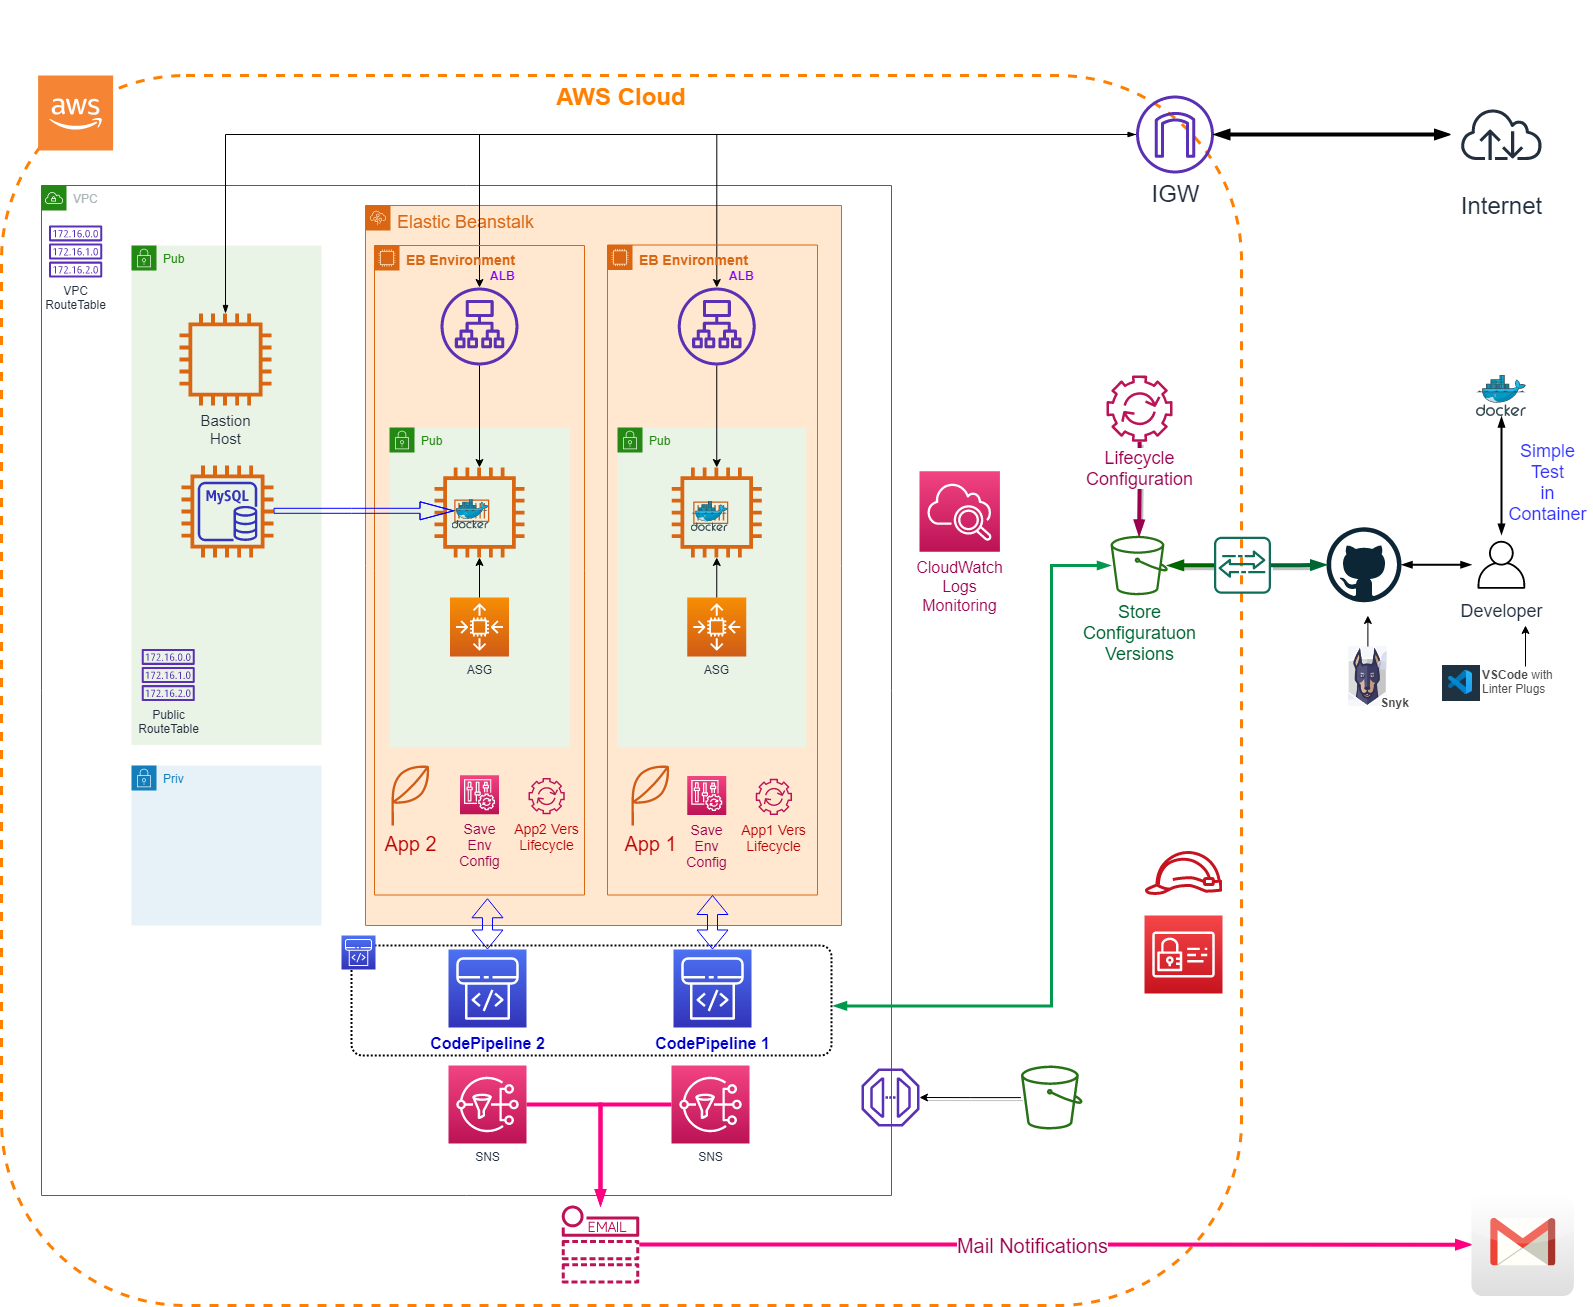 aws
AWS Cloud
IGW
Internet
VPC
172.16.0.0
172.16.1.0
172.16.2.0
VPC
RouteTable
Pub
Bastion
Host
MySQL
172.16.0.0
172.16.1.0
172.16.2.0
Public
RouteTable
Priv
Elastic Beanstalk
EB Environment
ALB
Pub
docker
ASG
App 2
Save
Env
Config
App2 Vers
Lifecycle
EB Environment
ALB
Pub
docker
ASG
App 1
Save
Env
Config
App1 Vers
Lifecycle
CodePipeline 2
CodePipeline 1
SNS
SNS
EMAIL
Mail Notifications
CloudWatch
Logs
Monitoring
Lifecycle
Configuration
Store
Configuratuon
Versions
docker
Simple
Test
in
Container
Developer
Snyk
VSCode with
Linter Plugs